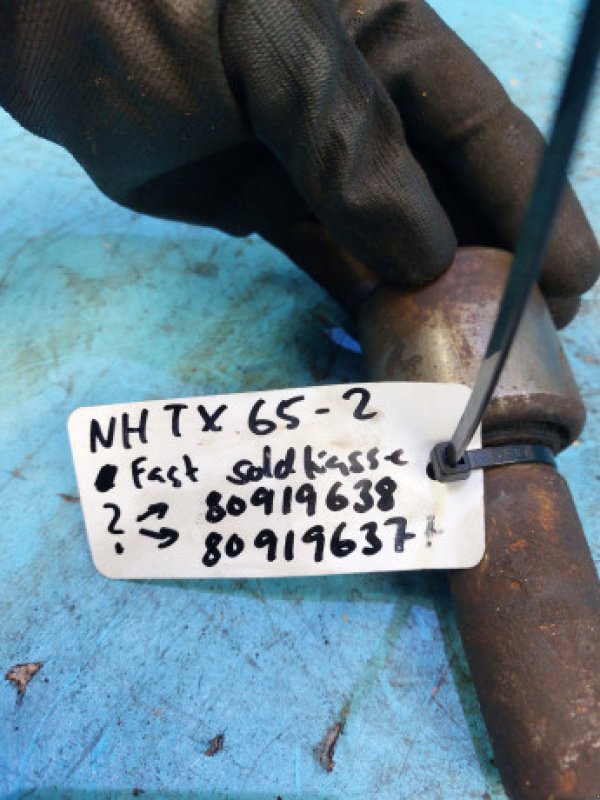 NH TX 65-2
• Fast soldkasse
? → 80919638
→ 80919637